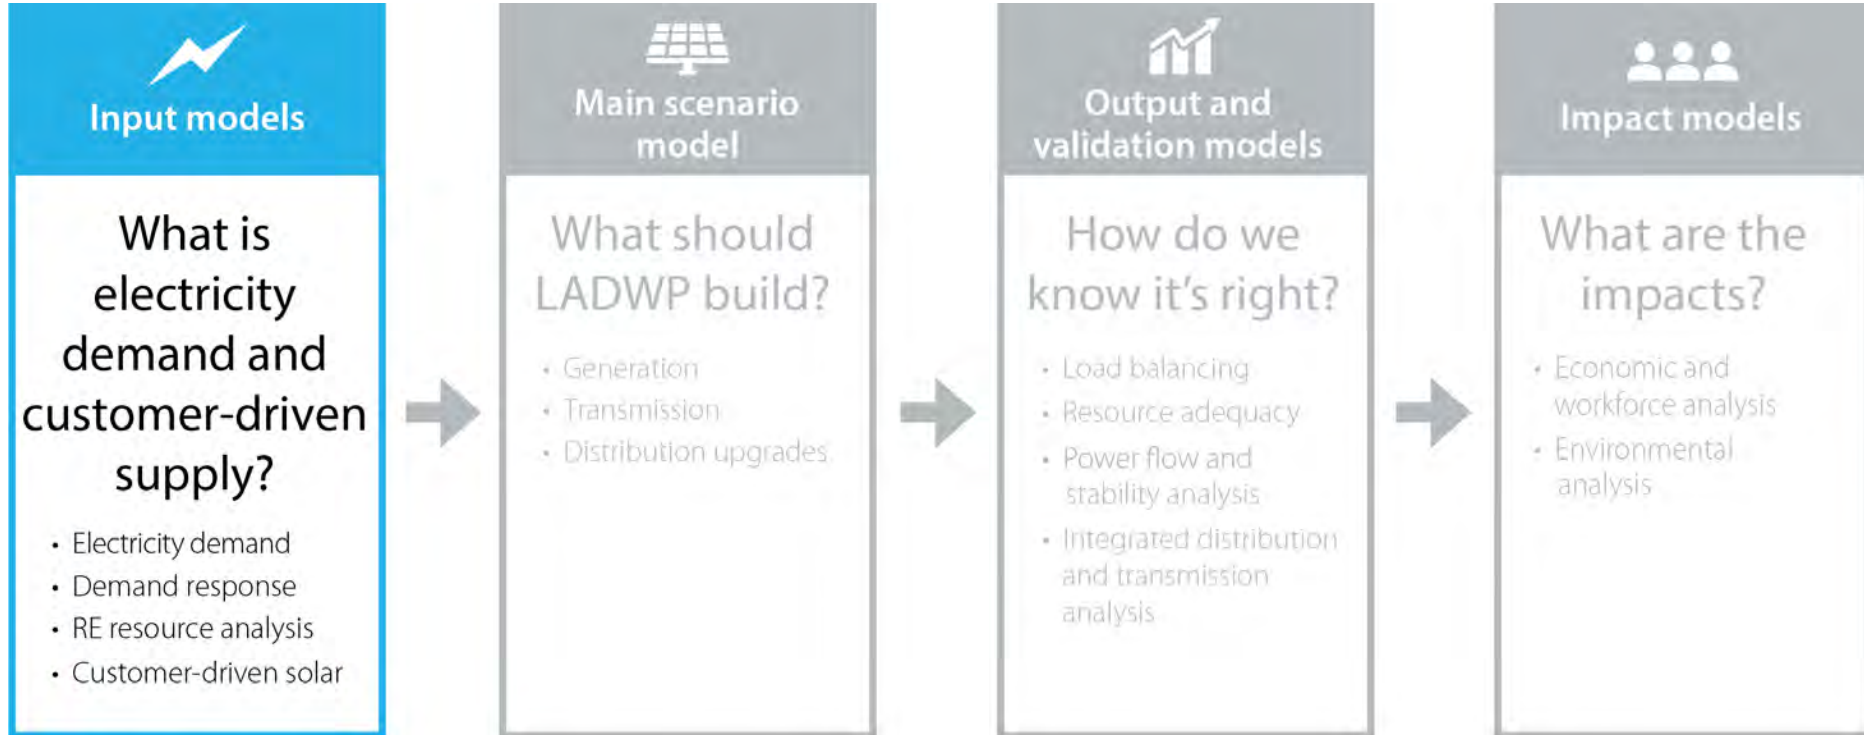 Input models
What is
electricity
demand and
customer-driven
supply?
• Electricity demand
• Demand response
• RE resource analysis
• Customer-driven solar
Main scenario
model
What should
LADWP build?
• Generation
• Transmission
• Distribution upgrades
Output and
validation models
How do we
know it's right?
• Load balancing
• Resource adequacy
• Power flow and
stability analysis
• Integrated distribution
and transmission
analysis
Impact models
What are the
impacts?
• Economic and
workforce analysis
• Environmental
analysis